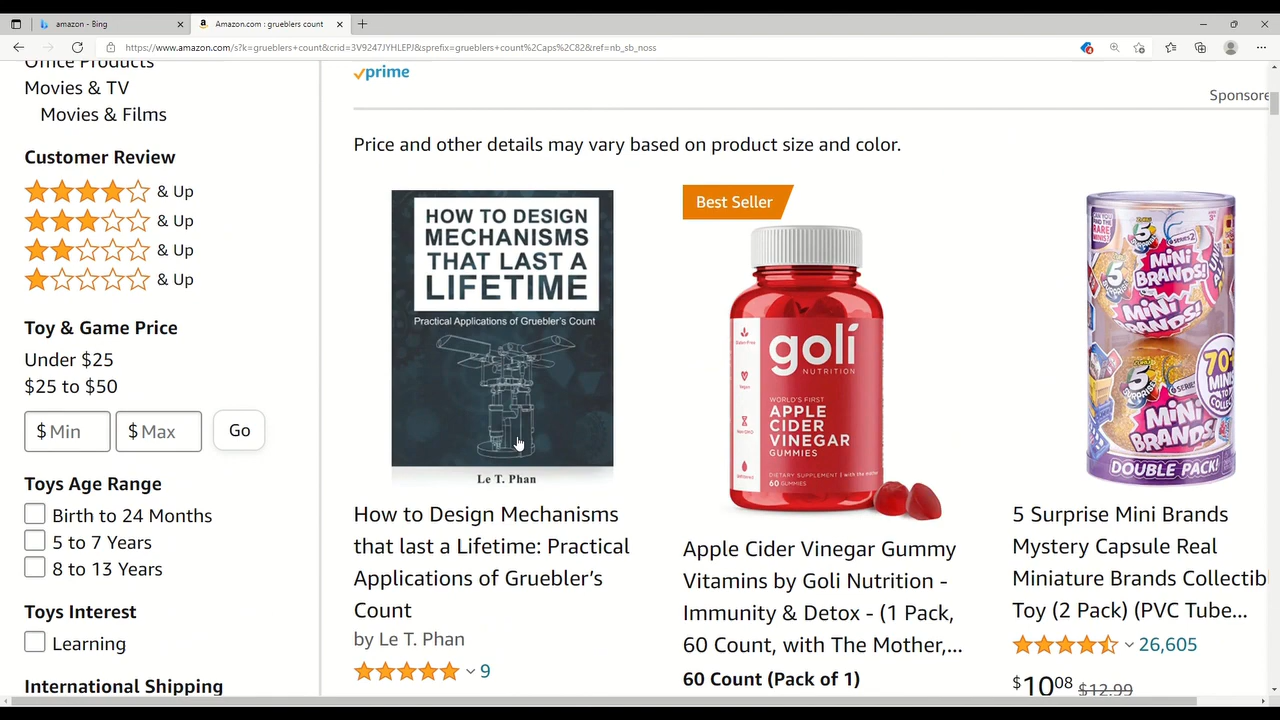 amazon - Bing
Amazon.com : grueblers count
https://www.amazon.com/s?k=grueblers+count&crid=3V9247JYHLEPJ&sprefix=grueblers+count%2Caps%2C82&ref=nb_sb_noss
Office Products
Movies & TV
Movies & Films
Customer Review
& Up
& Up
& Up
& Up
Toy & Game Price
Under $25
$25 to $50
$ Min
$ Max
Go
Toys Age Range
Birth to 24 Months
5 to 7 Years
8 to 13 Years
Toys Interest
Learning
International Shipping
prime
Sponsore
Price and other details may vary based on product size and color.
HOW TO DESIGN
MECHANISMS
THAT LAST A
LIFETIME
Practical Applications of Gruebler's Count
Le T. Phan
How to Design Mechanisms
that last a Lifetime: Practical
Applications of Gruebler’s
Count
by Le T. Phan
9
Best Seller
goli
NUTRITION
WORLD'S FIRST
APPLE
CIDER
VINEGAR
GUMMIES
DIETARY SUPPLEMENT
60 GUMMIES
Apple Cider Vinegar Gummy
Vitamins by Goli Nutrition -
Immunity & Detox - (1 Pack,
60 Count, with The Mother,...
60 Count (Pack of 1)
MINI
BRANDS!
MINI
70+
MINIS
MINI
BRANDS!
DOUBLE PACK!
5 Surprise Mini Brands
Mystery Capsule Real
Miniature Brands Collectib
Toy (2 Pack) (PVC Tube...
26,605
$10.08 $12.99